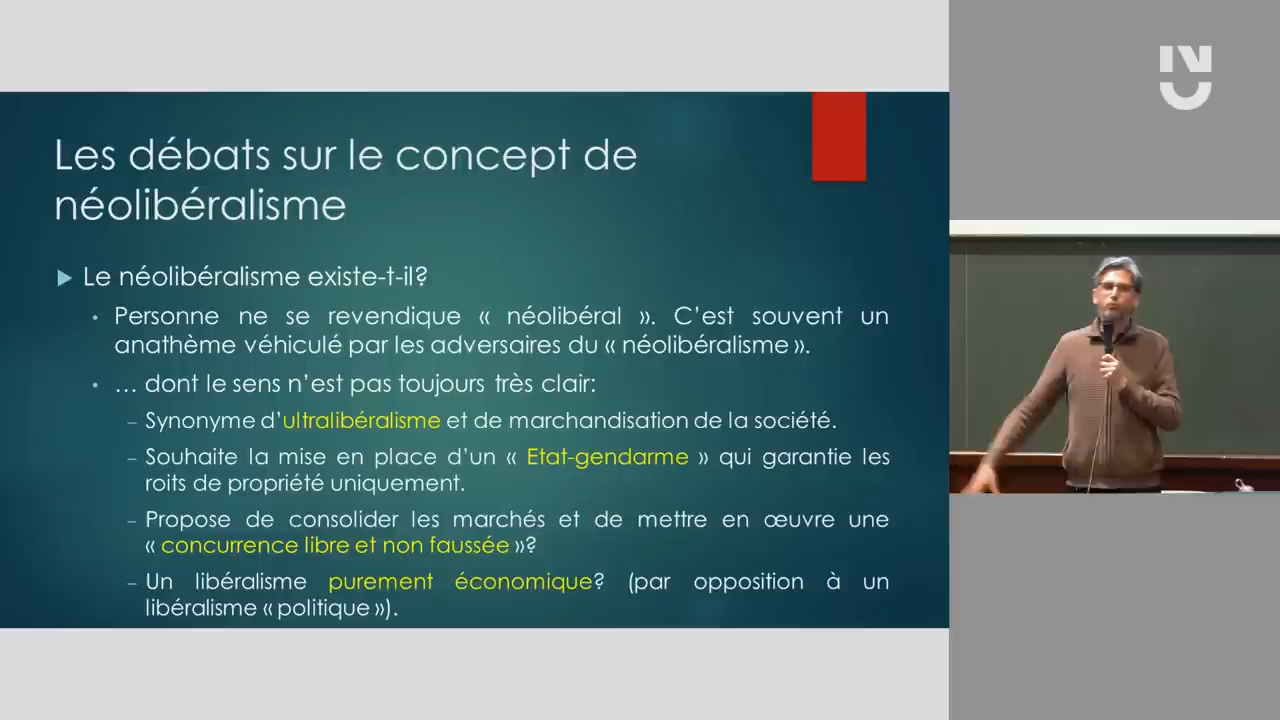 Les débats sur le concept de
néolibéralisme
Le néolibéralisme existe-t-il?
Personne ne se revendique « néolibéral ». C’est souvent un
anathème véhiculé par les adversaires du « néolibéralisme ».
… dont le sens n’est pas toujours très clair:
Synonyme d’ultralibéralisme et de marchandisation de la société.
Souhaite la mise en place d’un « Etat-gendarme » qui garantie les
roits de propriété uniquement.
Propose de consolider les marchés et de mettre en œuvre une
« concurrence libre et non faussée »?
Un libéralisme purement économique? (par opposition à un
libéralisme « politique »).